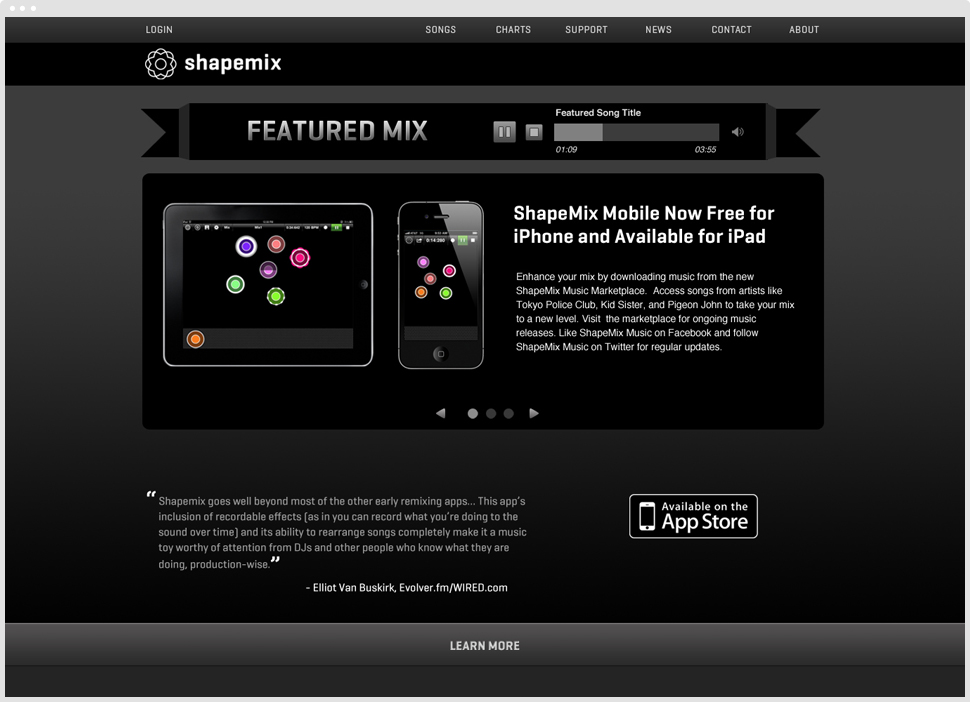 LOGIN SONGS CHARTS SUPPORT NEWS CONTACT ABOUT
shapemix
FEATURED MIX
Featured Song Title
01:09 03:55
ShapeMix Mobile Now Free for
iPhone and Available for iPad
Enhance your mix by downloading music from the new
ShapeMix Music Marketplace.  Access songs from artists like
Tokyo Police Club, Kid Sister, and Pigeon John to take your mix
to a new level. Visit  the marketplace for ongoing music
releases. Like ShapeMix Music on Facebook and follow
ShapeMix Music on Twitter for regular updates.
0:14:200
“Shapemix goes well beyond most of the other early remixing apps... This app’s
inclusion of recordable effects (as in you can record what you’re doing to the
sound over time) and its ability to rearrange songs completely make it a music
toy worthy of attention from DJs and other people who know what they are
doing, production-wise.”
- Elliot Van Buskirk, Evolver.fm/WIRED.com
Available on the
App Store
LEARN MORE